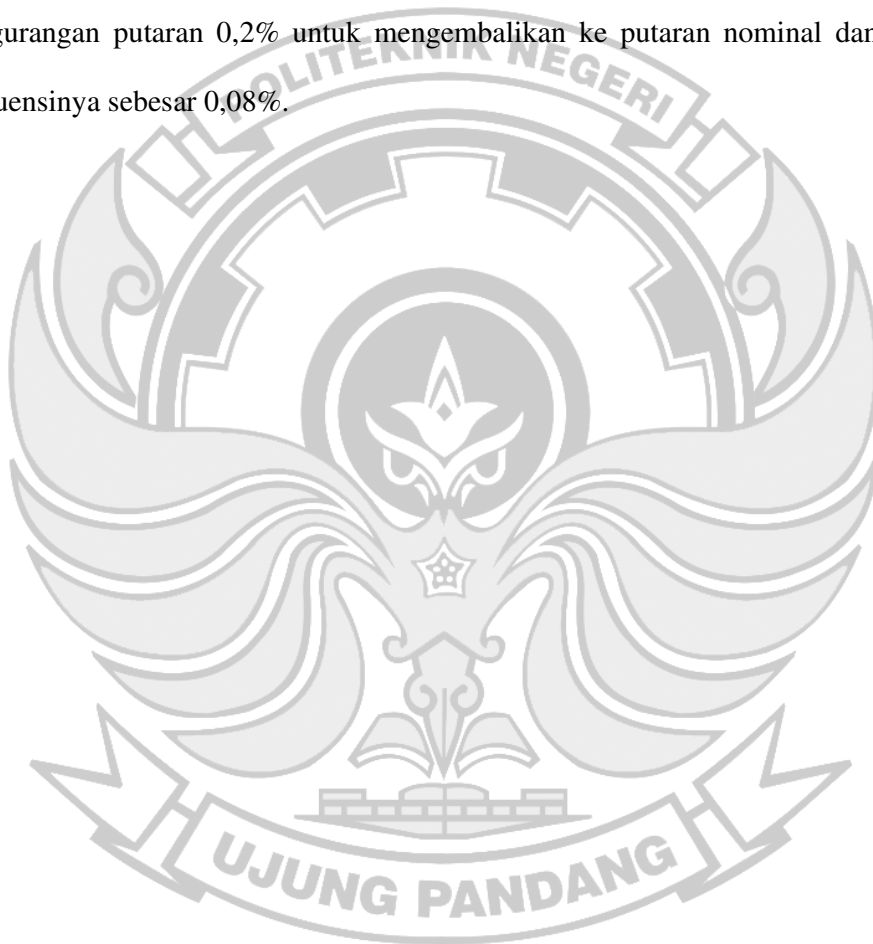 gurangan putaran 0,2% untuk mengembalikan ke putaran nominal dan
uensinya sebesar 0,08%.
POLITEKNIK NEGERI
UJUNG PANDANG